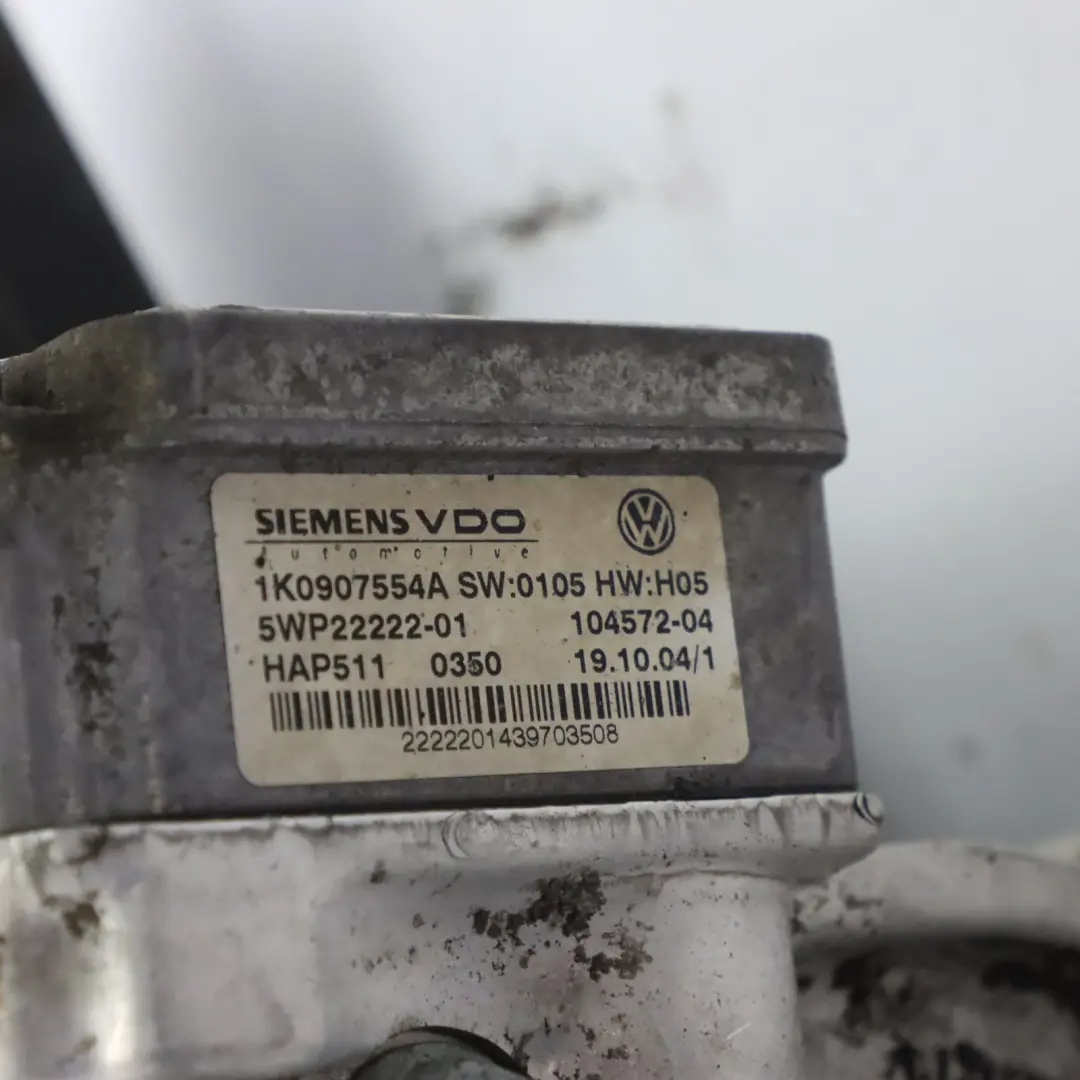 SIEMENS VDO
Automotive
1K0907554A SW:0105 HW:H05
5WP22222-01 104572-04
HAP511 0350 19.10.04/1
2222201439703508